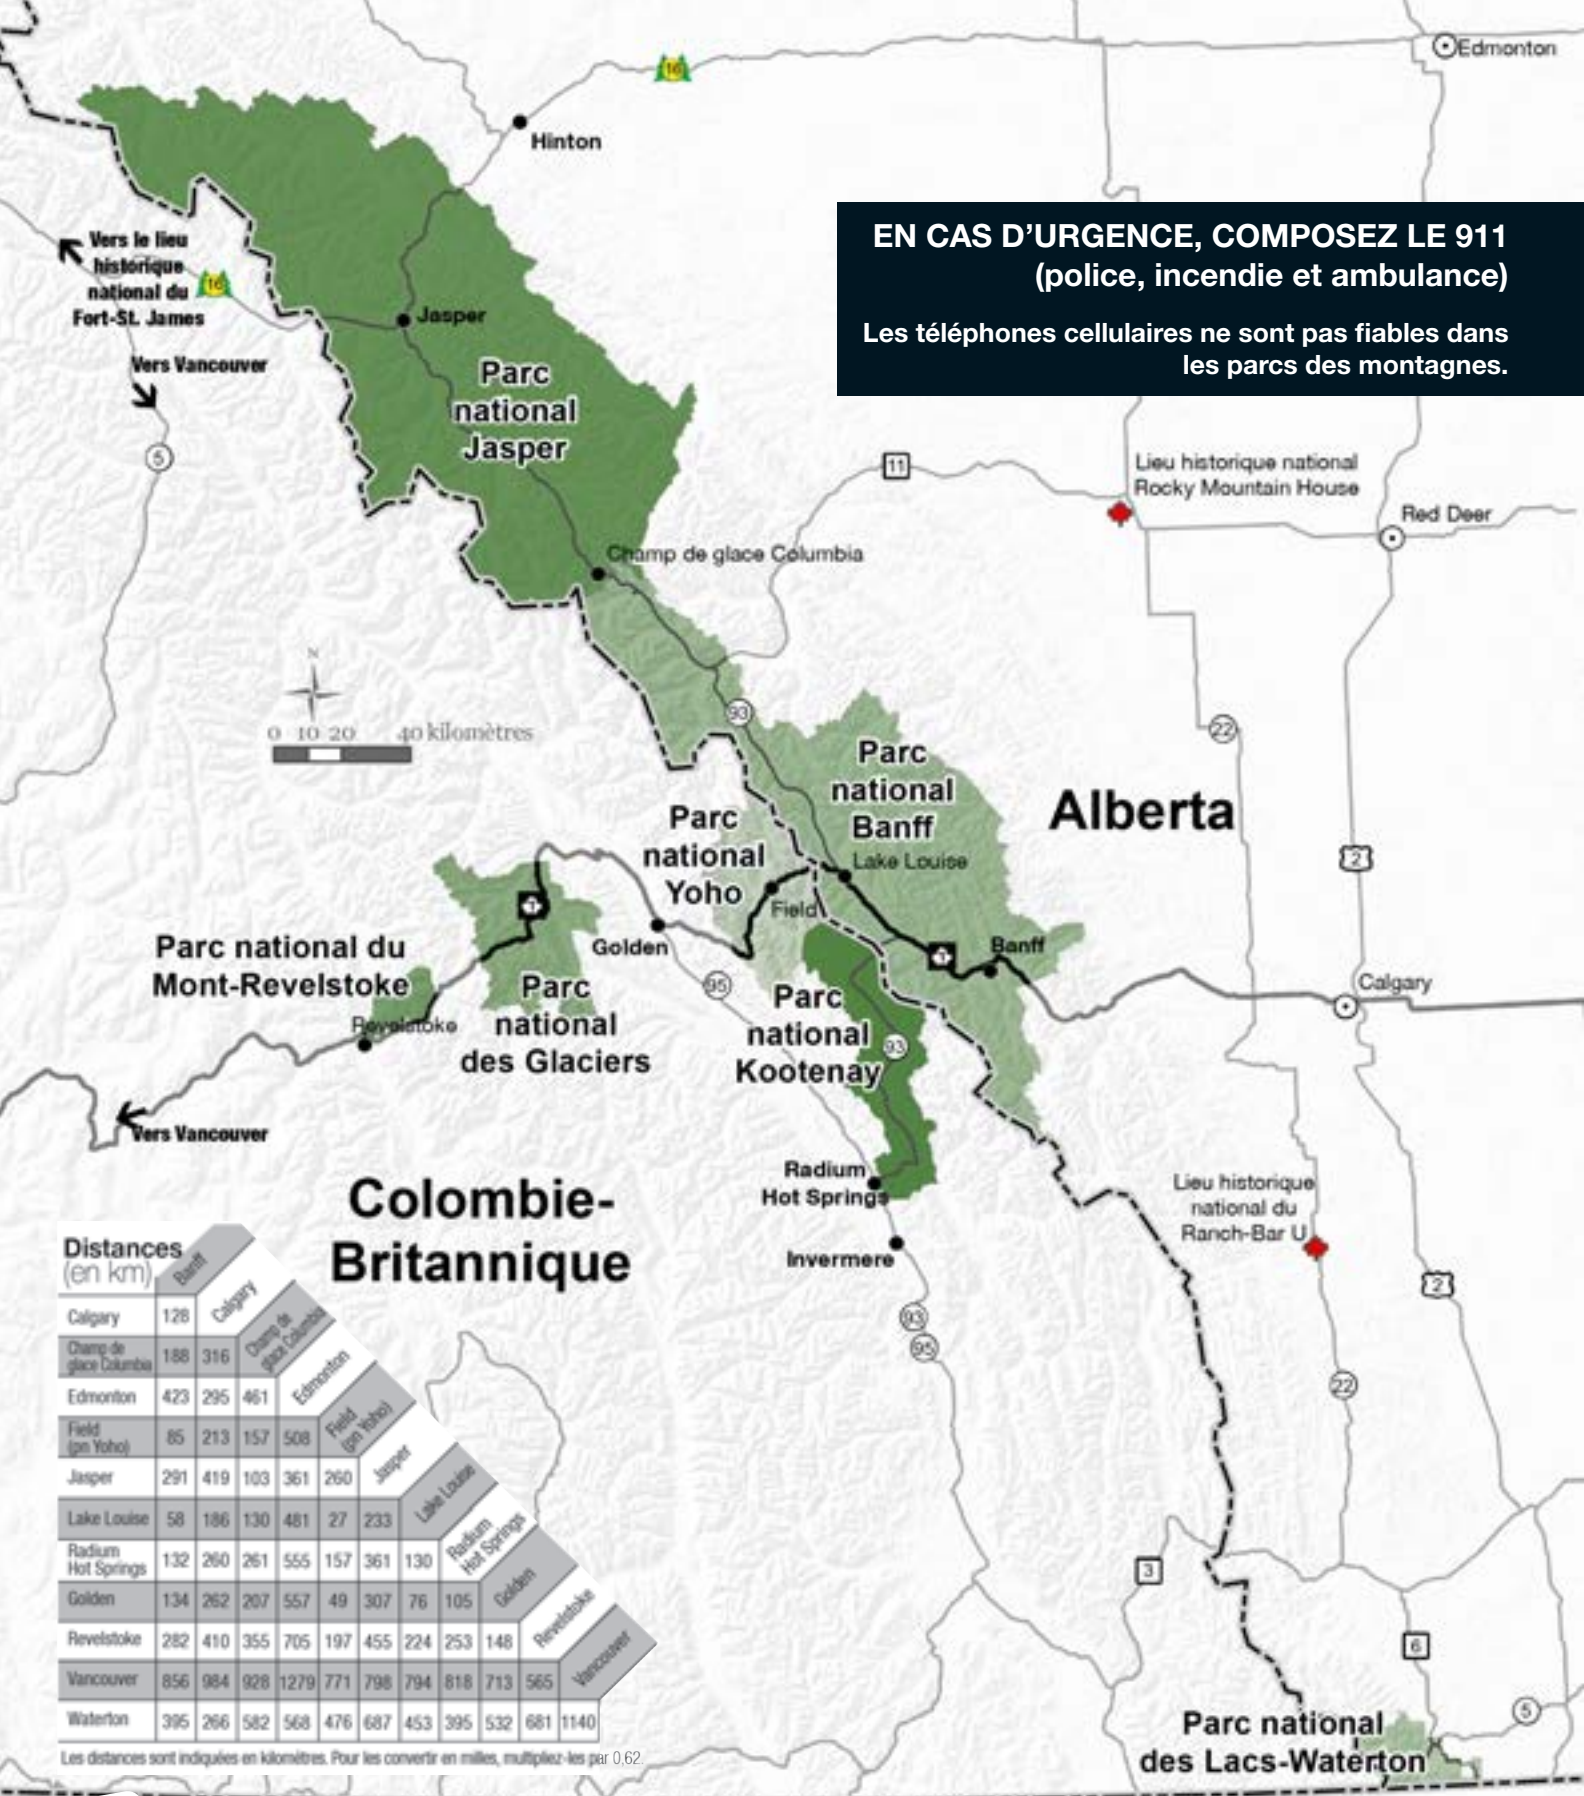 16
Edmonton
Hinton
EN CAS D’URGENCE, COMPOSEZ LE 911
(police, incendie et ambulance)
Les téléphones cellulaires ne sont pas fiables dans
les parcs des montagnes.
Vers le lieu
historique
national du
Fort-St. James
16
Jasper
Vers Vancouver
Parc
national
Jasper
5
11
Lieu historique national
Rocky Mountain House
Red Deer
Champ de glace Columbia
N
0 10 20 40 kilomètres
93
22
Parc
national
Banff
Alberta
Parc
national
Yoho
Lake Louise
2
1
Field
Golden
Parc national du
Mont-Revelstoke
1
Banff
95
Calgary
Parc
national
des Glaciers
Revelstoke
Parc
national
Kootenay
93
Vers Vancouver
Radium
Hot Springs
Colombie-
Britannique
Invermere
Lieu historique
national du
Ranch-Bar U
2
93
95
22
3
6
5
Parc national
des Lacs-Waterton
Distances
(en km)
Banff
Calgary 128 Calgary
Champ de
glace Columbia 188 316 Champ de
glace Columbia
Edmonton 423 295 461 Edmonton
Field
(pn Yoho) 85 213 157 508 Field
(pn Yoho)
Jasper 291 419 103 361 260 Jasper
Lake Louise 58 186 130 481 27 233 Lake Louise
Radium
Hot Springs 132 260 261 555 157 361 130 Radium
Hot Springs
Golden 134 262 207 557 49 307 76 105 Golden
Revelstoke 282 410 355 705 197 455 224 253 148 Revelstoke
Vancouver 856 984 928 1279 771 798 794 818 713 565 Vancouver
Waterton 395 266 582 568 476 687 453 395 532 681 1140
Les distances sont indiquées en kilomètres. Pour les convertir en milles, multipliez-les par 0,62.